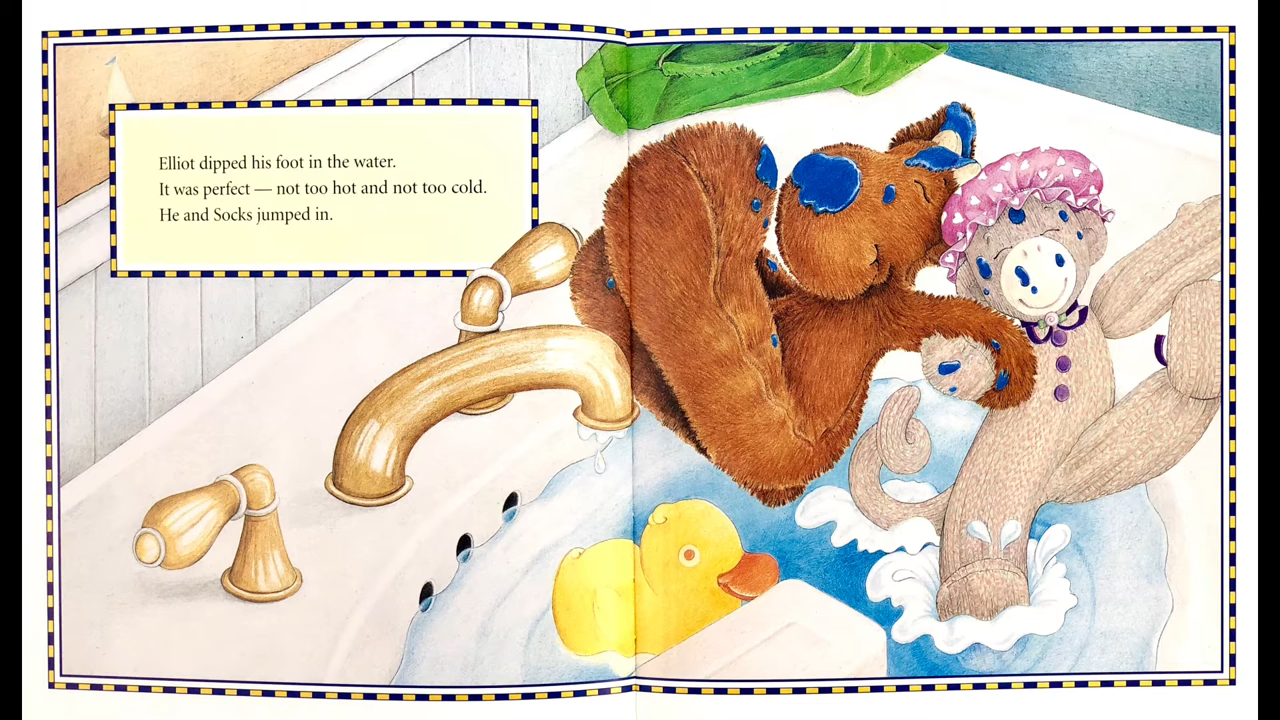 Elliot dipped his foot in the water.
It was perfect — not too hot and not too cold.
He and Socks jumped in.